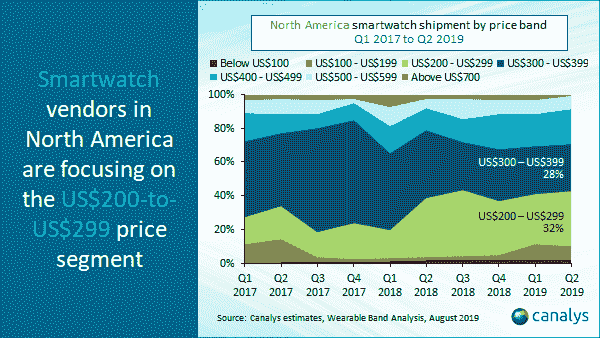 Smartwatch
vendors in
North America
are focusing on
the US$200-to-
US$299 price
segment
North America smartwatch shipment by price band
Q1 2017 to Q2 2019
Below US$100 US$100 - US$199 US$200 - US$299 US$300 - US$399
US$400 - US$499 US$500 - US$599 Above US$700
100%
80%
60%
40%
20%
0%
US$300 – US$399
28%
US$200 – US$299
32%
Q1 Q2 Q3 Q4 Q1 Q2 Q3 Q4 Q1 Q2
2017 2017 2017 2017 2018 2018 2018 2018 2019 2019
Source: Canalys estimates, Wearable Band Analysis, August 2019
canalys